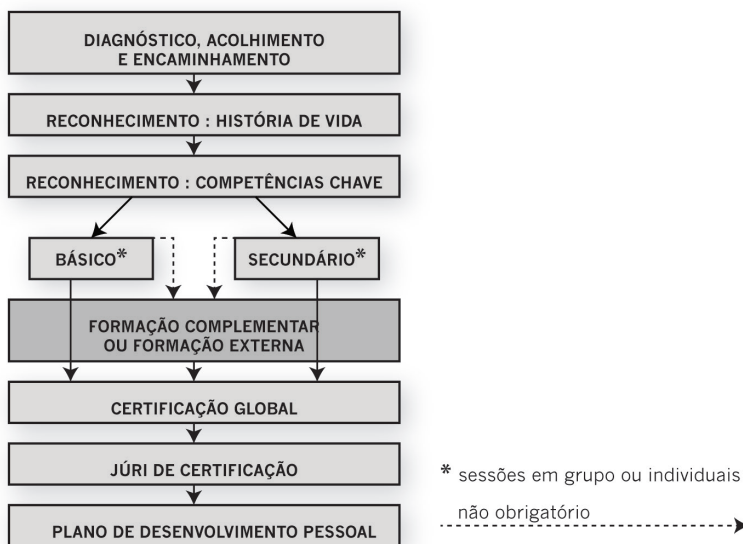 DIAGNÓSTICO, ACOLHIMENTO
E ENCAMINHAMENTO
RECONHECIMENTO : HISTÓRIA DE VIDA
RECONHECIMENTO : COMPETÊNCIAS CHAVE
BÁSICO*
SECUNDÁRIO*
FORMAÇÃO COMPLEMENTAR
OU FORMAÇÃO EXTERNA
CERTIFICAÇÃO GLOBAL
JÚRI DE CERTIFICAÇÃO
PLANO DE DESENVOLVIMENTO PESSOAL
* sessões em grupo ou individuais
não obrigatório